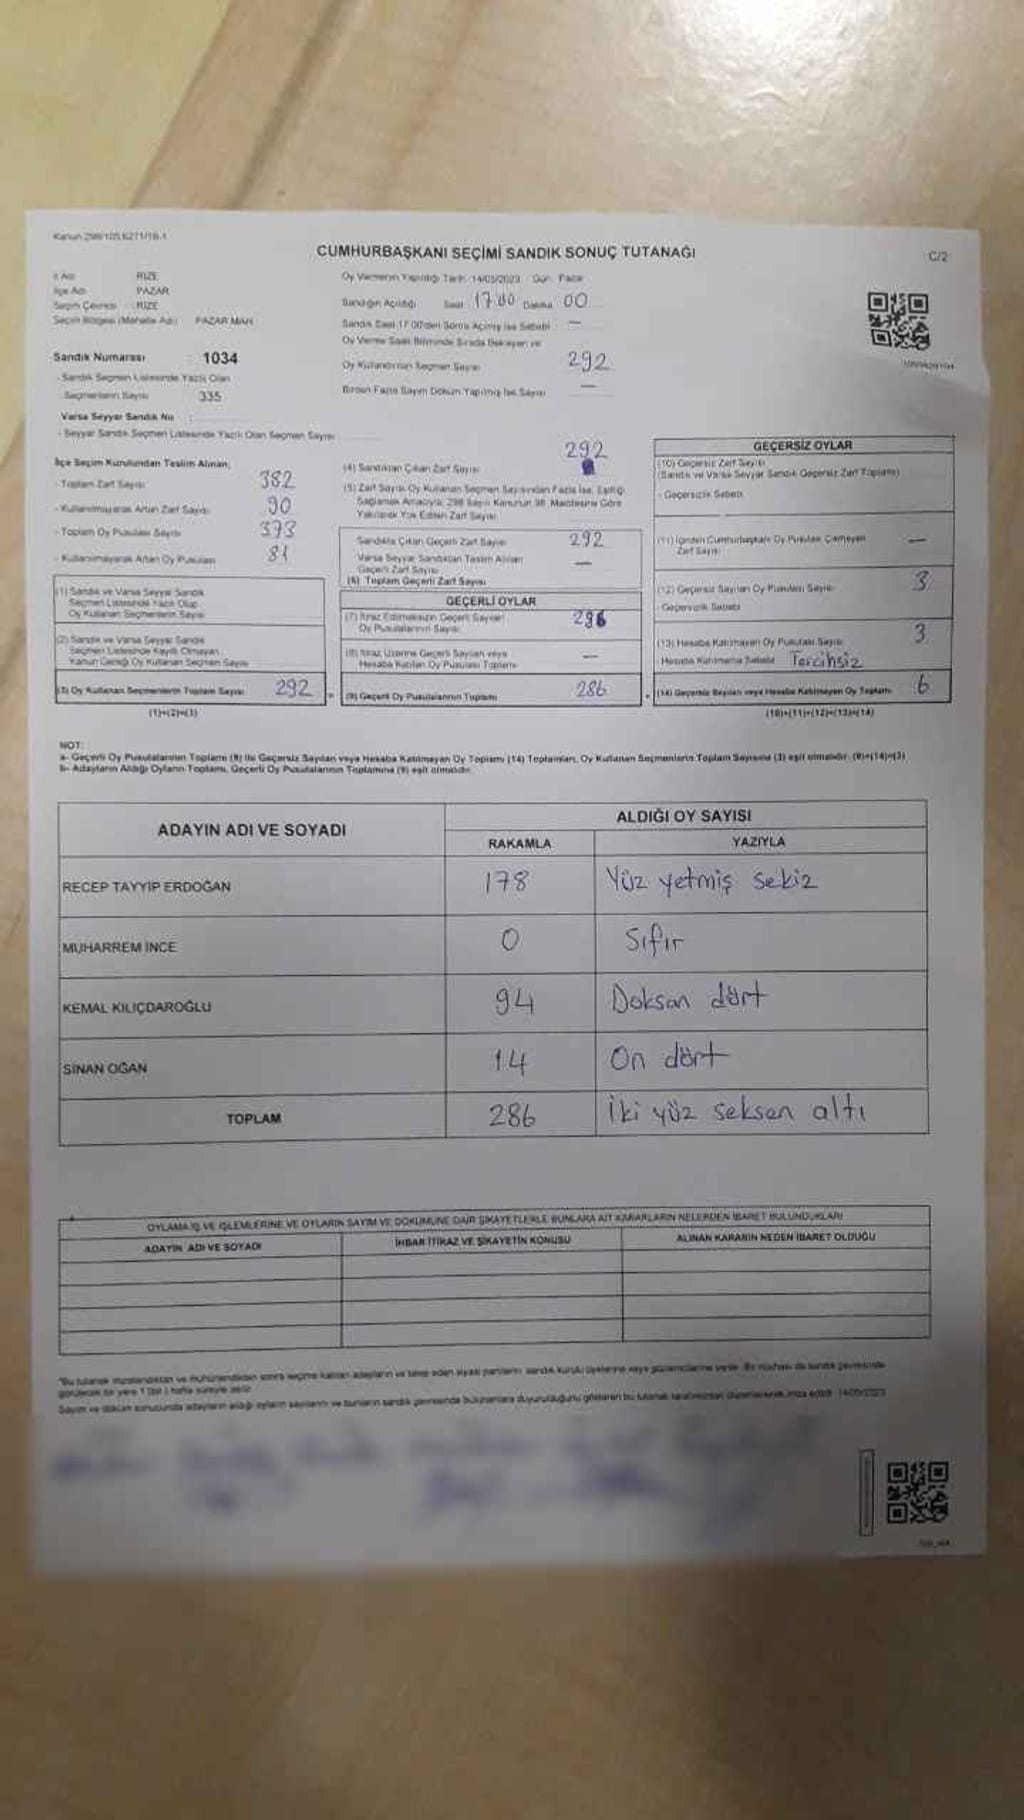 Kanun 298/105,6271/18-1
CUMHURBAŞKANI SEÇİMİ SANDIK SONUÇ TUTANAĞI
C/2
İl Adı RİZE
İlçe Adı PAZAR
Seçim Çevresi RİZE
Seçim Bölgesi (Mahalle Adı) PAZAR MAH
Oy Vermenin Yapıldığı Tarih 14/05/2023 Gün Pazar
Sandığın Açıldığı Saat 17.00 Dakika 00
Sandık Saat 17.00'den Sonra Açılmış İse Sebebi —
Oy Verme Saati Bitiminde Sırada Bekleyen ve
Oy Kullandırılan Seçmen Sayısı 292
Birden Fazla Sayım Döküm Yapılmış İse Sayısı —
Sandık Numarası : 1034
- Sandık Seçmen Listesinde Yazılı Olan
Seçmenlerin Sayısı 335
Varsa Seyyar Sandık No :
- Seyyar Sandık Seçmen Listesinde Yazılı Olan Seçmen Sayısı
İlçe Seçim Kurulundan Teslim Alınan;
- Toplam Zarf Sayısı 382
- Kullanılmayarak Artan Zarf Sayısı 90
- Toplam Oy Pusulası Sayısı 373
- Kullanılmayarak Artan Oy Pusulası 81
(1) Sandık ve Varsa Seyyar Sandık
Seçmen Listesinde Yazılı Olup
Oy Kullanan Seçmenlerin Sayısı
(2) Sandık ve Varsa Seyyar Sandık
Seçmen Listesinde Kayıtlı Olmayan
Kanun Gereği Oy Kullanan Seçmen Sayısı
(3) Oy Kullanan Seçmenlerin Toplam Sayısı 292
(1)+(2)=(3)
(4) Sandıktan Çıkan Zarf Sayısı 292
(5) Zarf Sayısı Oy Kullanan Seçmen Sayısından Fazla İse, Eşitliği
Sağlamak Amacıyla, 298 Sayılı Kanunun 98. Maddesine Göre
Yakılarak Yok Edilen Zarf Sayısı
Sandıkta Çıkan Geçerli Zarf Sayısı 292
Varsa Seyyar Sandıktan Teslim Alınan
Geçerli Zarf Sayısı —
(6) Toplam Geçerli Zarf Sayısı
GEÇERLİ OYLAR
(7) İtiraz Edilmeksizin Geçerli Sayılan
Oy Pusulalarının Sayısı 286
(8) İtiraz Üzerine Geçerli Sayılan veya
Hesaba Katılan Oy Pusulası Toplamı —
(9) Geçerli Oy Pusulalarının Toplamı 286
GEÇERSİZ OYLAR
(10) Geçersiz Zarf Sayısı
(Sandık ve Varsa Seyyar Sandık Geçersiz Zarf Toplamı)
- Geçersizlik Sebebi
(11) İçinden Cumhurbaşkanı Oy Pusulası Çıkmayan
Zarf Sayısı —
(12) Geçersiz Sayılan Oy Pusulası Sayısı 3
- Geçersizlik Sebebi
(13) Hesaba Katılmayan Oy Pusulası Sayısı 3
Hesaba Katılmama Sebebi Tercihsiz
(14) Geçersiz Sayılan veya Hesaba Katılmayan Oy Toplamı 6
(10)+(11)+(12)+(13)=(14)
NOT:
a- Geçerli Oy Pusulalarının Toplamı (9) ile Geçersiz Sayılan veya Hesaba Katılmayan Oy Toplamı (14) Toplamları, Oy Kullanan Seçmenlerin Toplam Sayısına (3) eşit olmalıdır. (9)+(14)=(3)
b- Adayların Aldığı Oyların Toplamı, Geçerli Oy Pusulalarının Toplamına (9) eşit olmalıdır.
ADAYIN ADI VE SOYADI
ALDIĞI OY SAYISI
RAKAMLA YAZIYLA
RECEP TAYYİP ERDOĞAN 178 Yüz yetmiş sekiz
MUHARREM İNCE 0 Sıfır
KEMAL KILIÇDAROĞLU 94 Doksan dört
SİNAN OĞAN 14 On dört
TOPLAM 286 İki yüz seksen altı
OYLAMA İŞ VE İŞLEMLERİNE VE OYLARIN SAYIM VE DÖKÜMÜNE DAİR ŞİKAYETLERLE BUNLARA AİT KARARLARIN NELERDEN İBARET BULUNDUKLARI
ADAYIN ADI VE SOYADI İHBAR İTİRAZ VE ŞİKAYETİN KONUSU ALINAN KARARIN NEDEN İBARET OLDUĞU